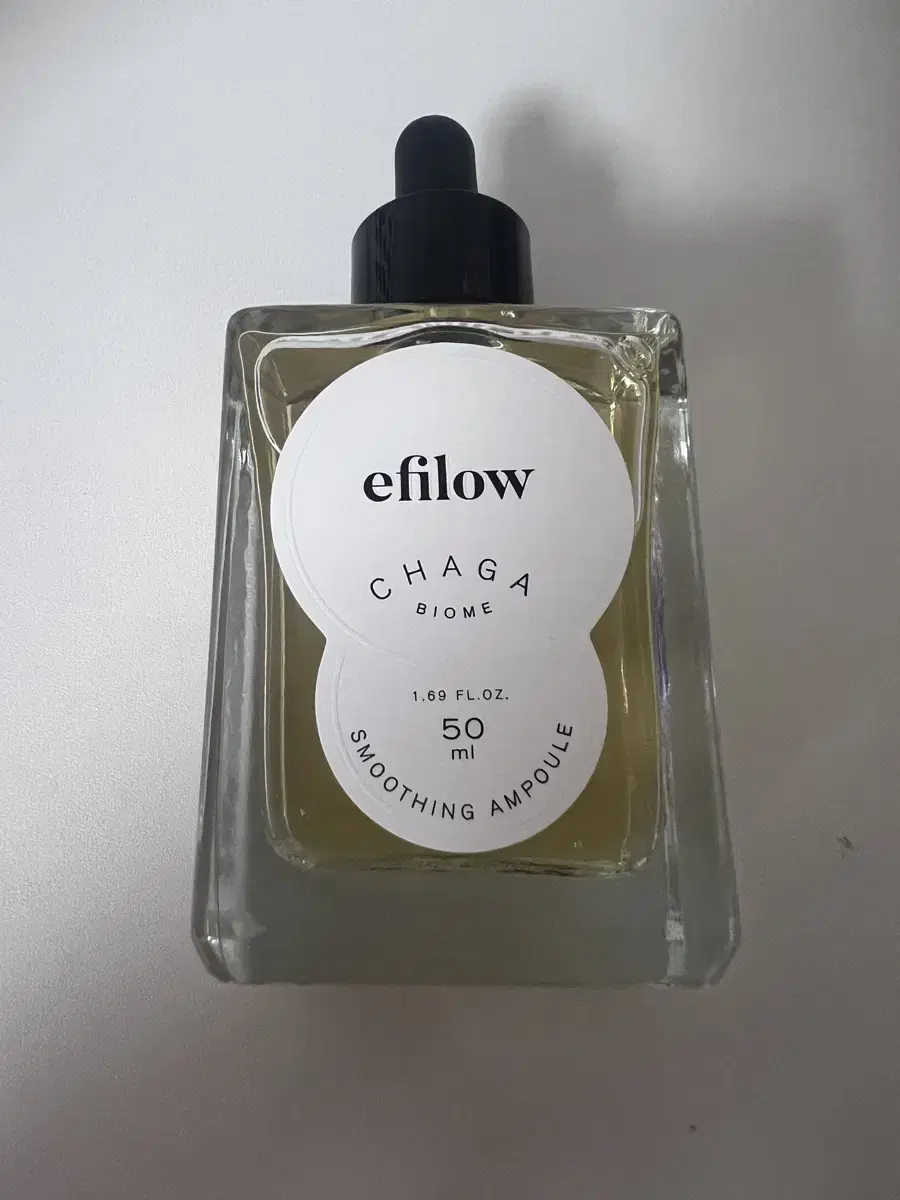 efilow
CHAGA
BIOME
1.69 FL.OZ.
50
ml
SMOOTHING AMPOULE